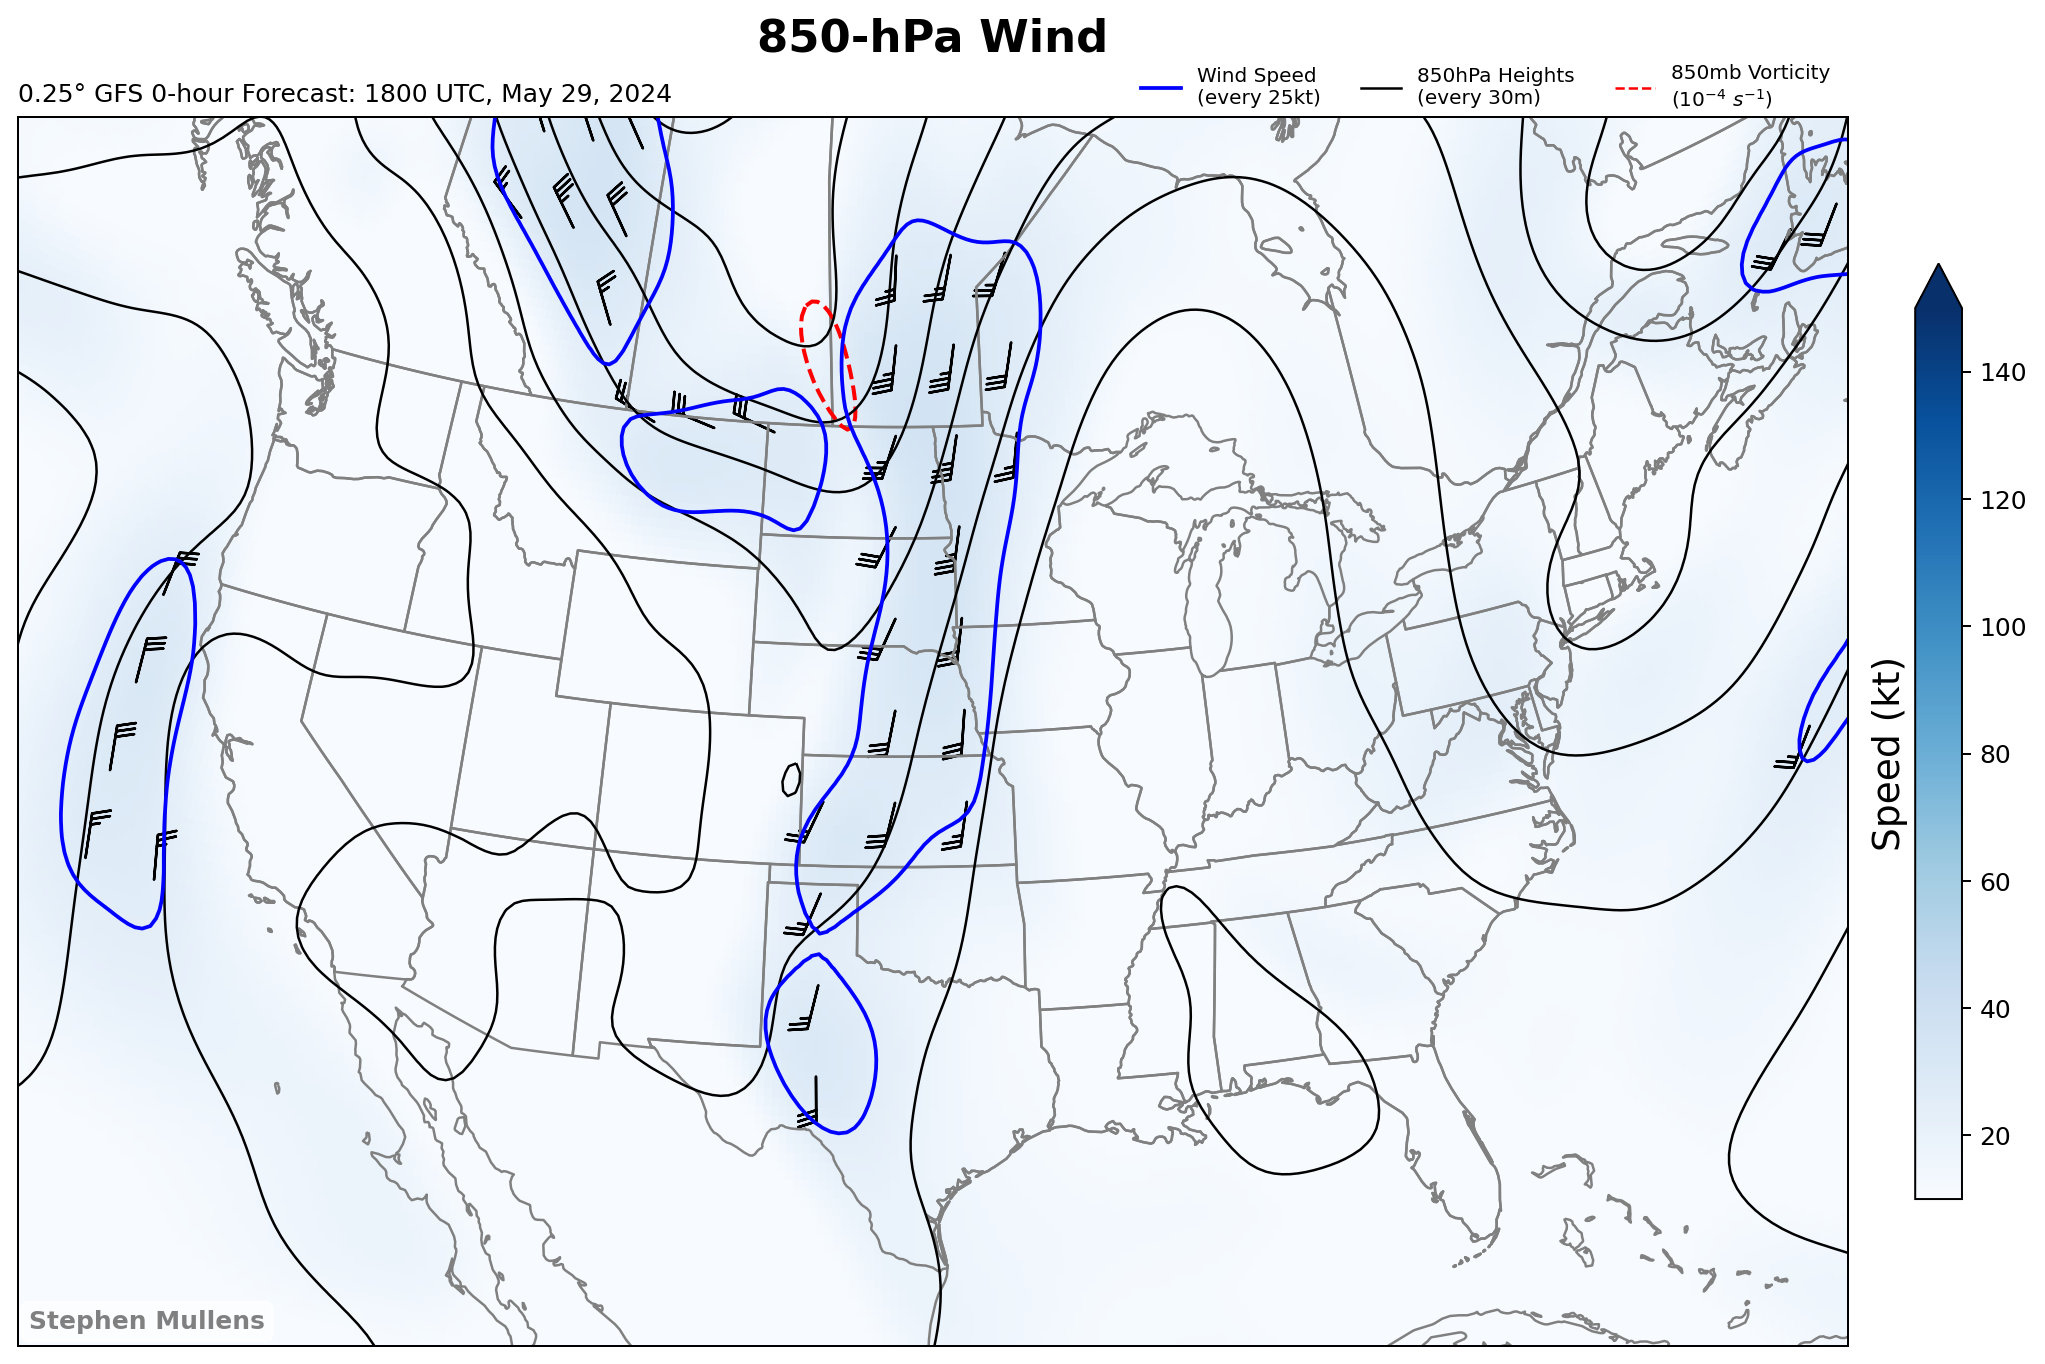 850-hPa Wind
0.25° GFS 0-hour Forecast: 1800 UTC, May 29, 2024
Wind Speed
(every 25kt)
850hPa Heights
(every 30m)
850mb Vorticity
(10⁻⁴ s⁻¹)
140
120
100
80
60
40
20
Speed (kt)
Stephen Mullens